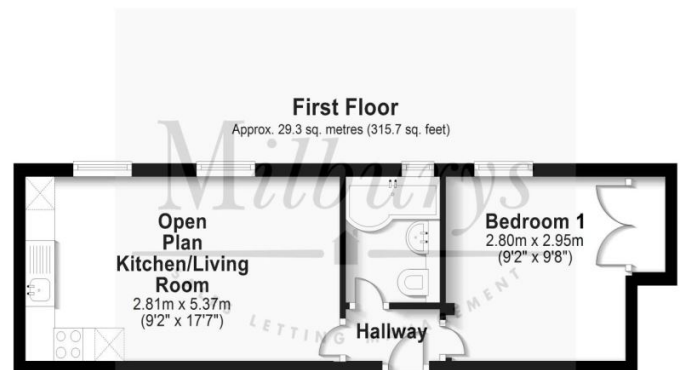 First Floor
Approx. 29.3 sq. metres (315.7 sq. feet)
Milburys
Open
Plan
Kitchen/Living
Room
2.81m x 5.37m
(9'2" x 17'7")
Bedroom 1
2.80m x 2.95m
(9'2" x 9'8")
Hallway
LETTING